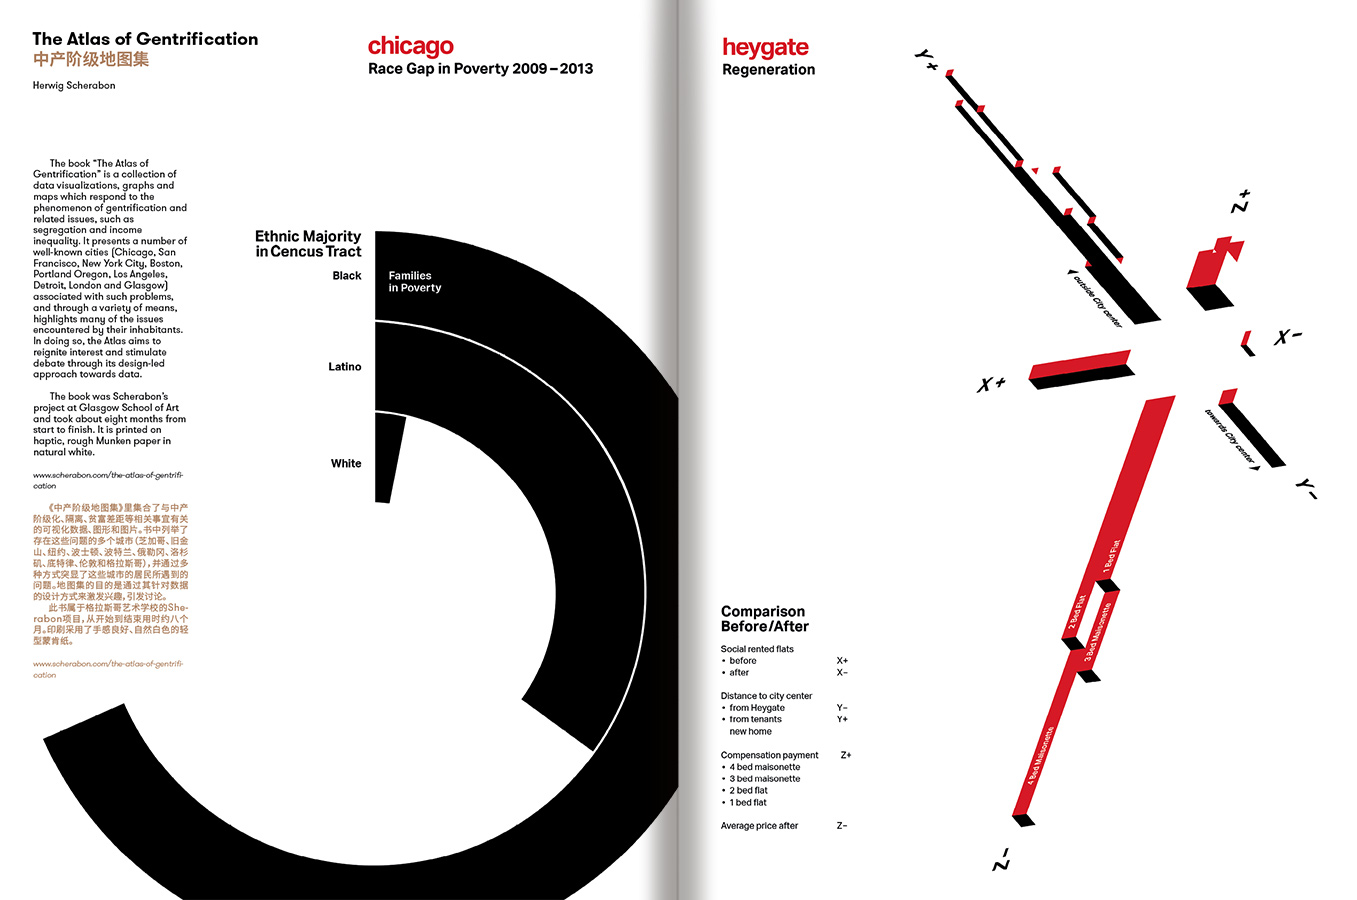 The Atlas of Gentrification
中产阶级地图集
Herwig Scherabon
The book “The Atlas of
Gentrification” is a collection of
data visualizations, graphs and
maps which respond to the
phenomenon of gentrification and
related issues, such as
segregation and income
inequality. It presents a number of
well-known cities (Chicago, San
Francisco, New York City, Boston,
Portland Oregon, Los Angeles,
Detroit, London and Glasgow)
associated with such problems,
and through a variety of means,
highlights many of the issues
encountered by their inhabitants.
In doing so, the Atlas aims to
reignite interest and stimulate
debate through its design-led
approach towards data.
The book was Scherabon’s
project at Glasgow School of Art
and took about eight months from
start to finish. It is printed on
haptic, rough Munken paper in
natural white.
www.scherabon.com/the-atlas-of-gentrifi-
cation
《中产阶级地图集》里集合了与中产
阶级化、隔离、贫富差距等相关事宜有关
的可视化数据、图形和图片。书中列举了
存在这些问题的多个城市（芝加哥、旧金
山、纽约、波士顿、波特兰、俄勒冈、洛杉
矶、底特律、伦敦和格拉斯哥），并通过多
种方式突显了这些城市的居民所遇到的
问题。地图集的目的是通过其针对数据
的设计方式来激发兴趣，引发讨论。
此书属于格拉斯哥艺术学校的She-
rabon项目，从开始到结束用时约八个
月。印刷采用了手感良好、自然白色的轻
型蒙肯纸。
www.scherabon.com/the-atlas-of-gentrifi-
cation
chicago
Race Gap in Poverty 2009–2013
Ethnic Majority
in Cencus Tract
Black
Families
in Poverty
Latino
White
heygate
Regeneration
Y+
Z+
outside City center
X–
X+
towards City center
Y–
1 Bed Flat
2 Bed Flat
3 Bed Maisonette
4 Bed Maisonette
Z–
Comparison
Before/After
Social rented flats
• before X+
• after X–
Distance to city center
• from Heygate Y–
• from tenants Y+
new home
Compensation payment Z+
• 4 bed maisonette
• 3 bed maisonette
• 2 bed flat
• 1 bed flat
Average price after Z–